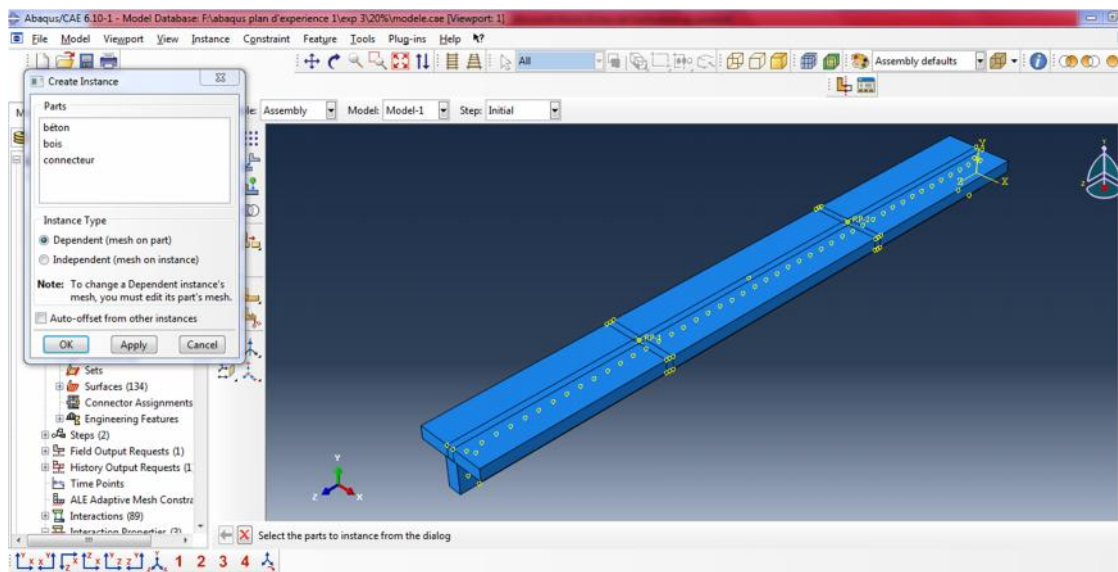 Abaqus/CAE 6.10-1 - Model Database: F:\abaqus plan d'experience 1\exp 3\20%\modele.cae [Viewport: 1]
File Model Viewport View Instance Constraint Feature Tools Plug-ins Help
All
Assembly defaults
Create Instance
Parts
béton
bois
connecteur
Instance Type
Dependent (mesh on part)
Independent (mesh on instance)
Note: To change a Dependent instance's
mesh, you must edit its part's mesh.
Auto-offset from other instances
OK Apply Cancel
Assembly Model: Model-1 Step: Initial
Sets
Surfaces (134)
Connector Assignments
Engineering Features
Steps (2)
Field Output Requests (1)
History Output Requests (1
Time Points
ALE Adaptive Mesh Constra
Interactions (89)
Y
Z
X
RP-1
Y
Z X
Y
Z
Select the parts to instance from the dialog
1 2 3 4